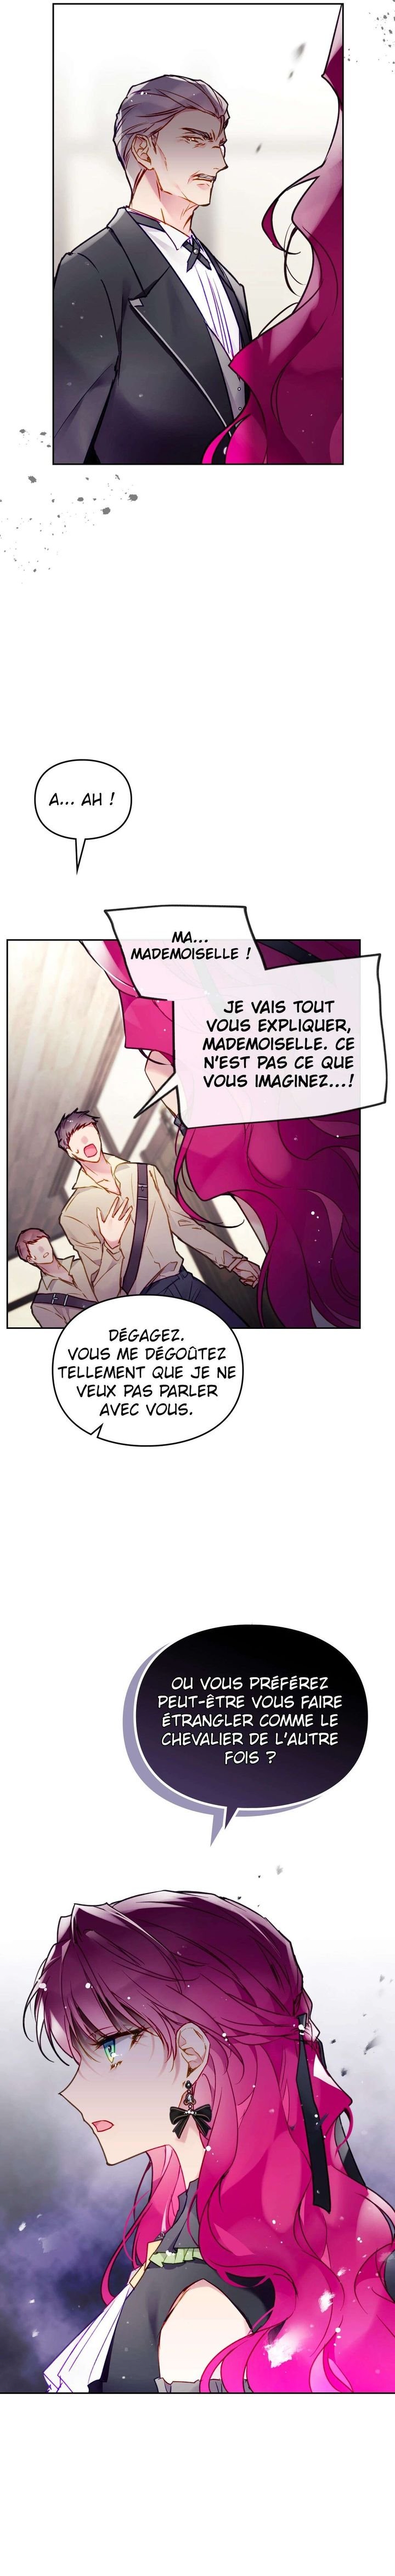 A... AH !
MA...
MADEMOISELLE !
JE VAIS TOUT
VOUS EXPLIQUER,
MADEMOISELLE. CE
N'EST PAS CE QUE
VOUS IMAGINEZ...!
DÉGAGEZ.
VOUS ME DÉGOÛTEZ
TELLEMENT QUE JE NE
VEUX PAS PARLER
AVEC VOUS.
OU VOUS PRÉFÉREZ
PEUT-ÊTRE VOUS FAIRE
ÉTRANGLER COMME LE
CHEVALIER DE L'AUTRE
FOIS ?